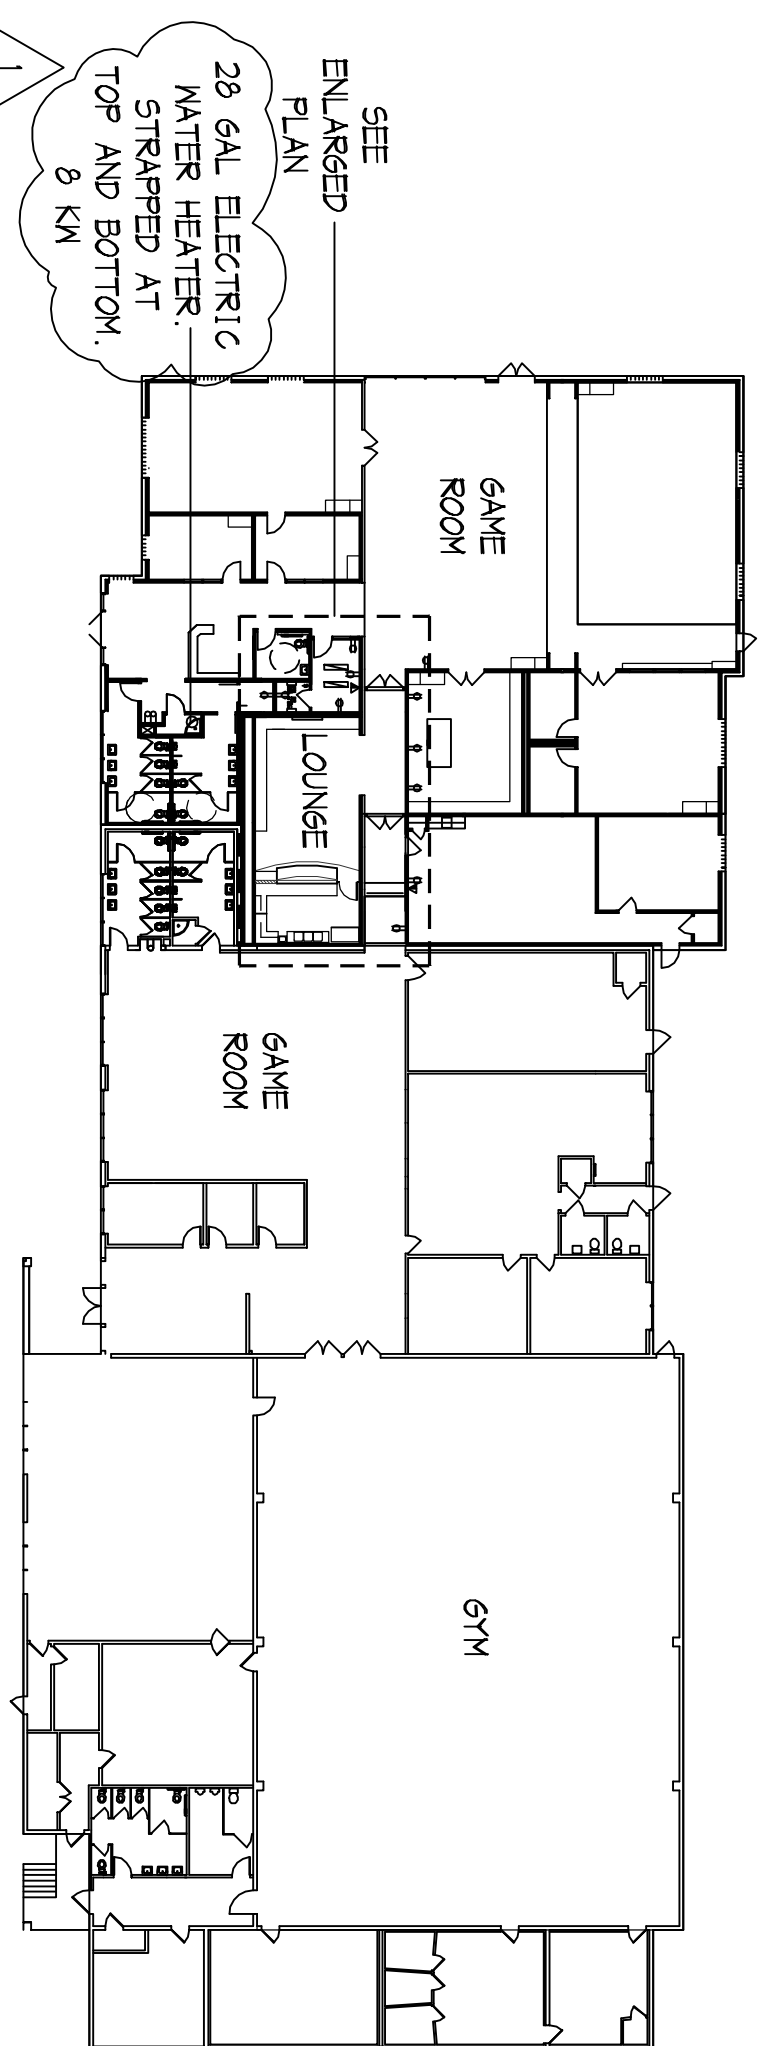 SEE
ENLARGED
PLAN
28 GAL ELECTRIC
WATER HEATER.
STRAPPED AT
TOP AND BOTTOM.
8 KW
1
GAME
ROOM
LOUNGE
GAME
ROOM
GYM